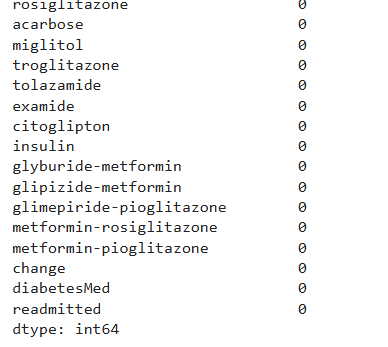 rosiglitazone 0
acarbose 0
miglitol 0
troglitazone 0
tolazamide 0
examide 0
citoglipton 0
insulin 0
glyburide-metformin 0
glipizide-metformin 0
glimepiride-pioglitazone 0
metformin-rosiglitazone 0
metformin-pioglitazone 0
change 0
diabetesMed 0
readmitted 0
dtype: int64